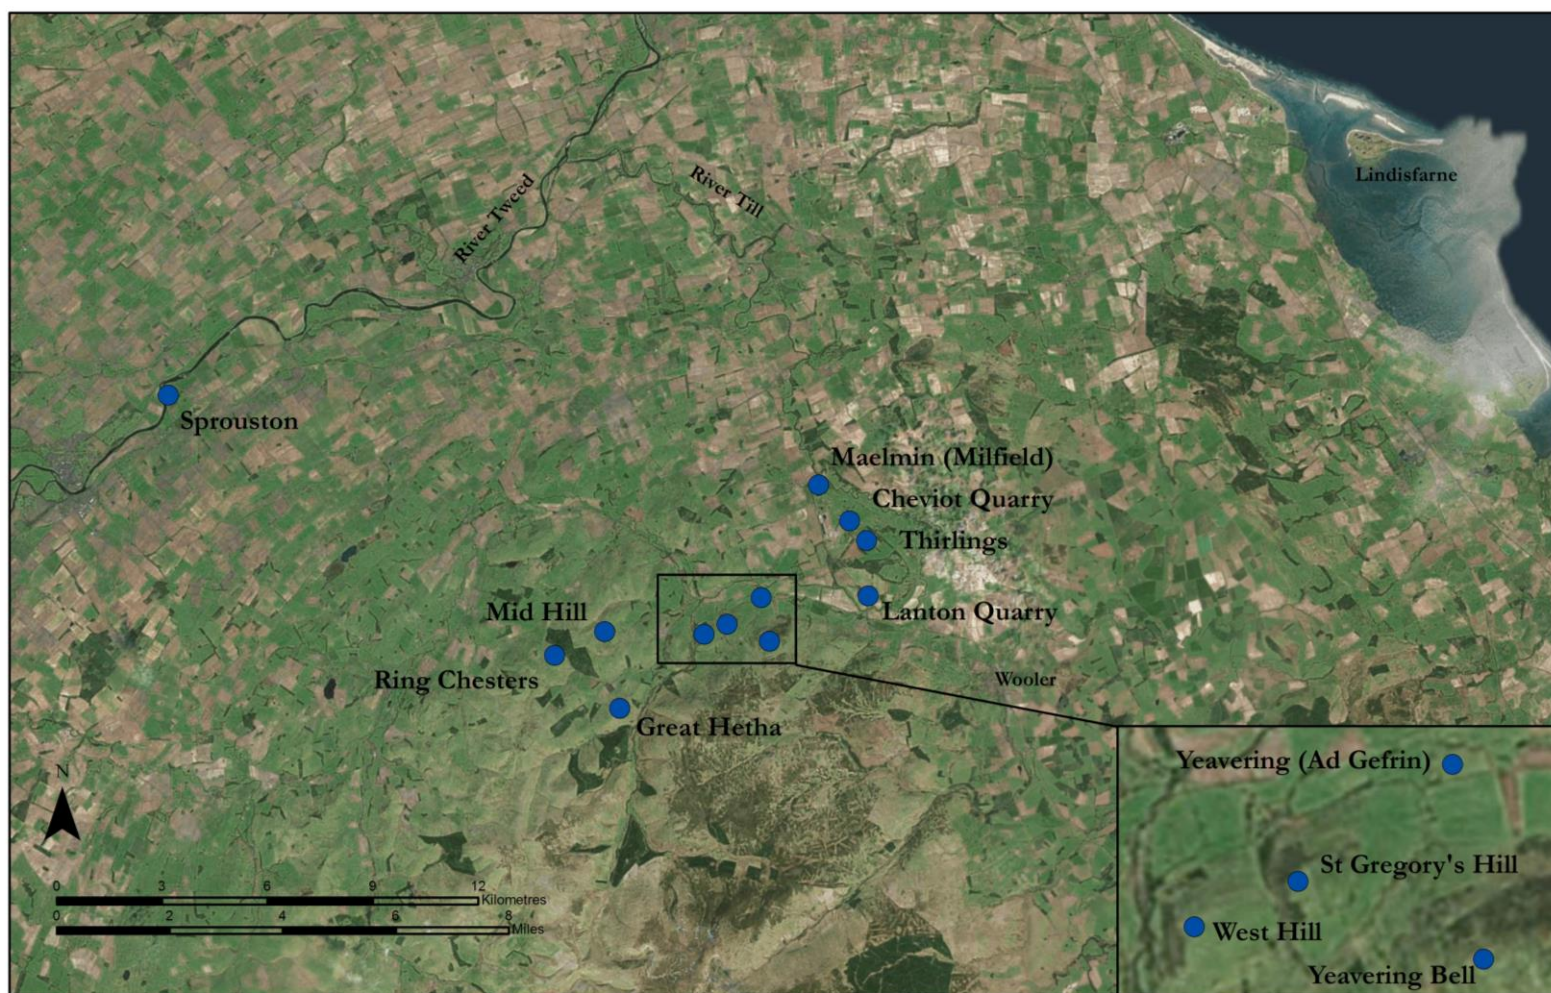 Lindisfarne
River Till
River Tweed
Sprouston
Maelmin (Milfield)
Cheviot Quarry
Thirlings
Mid Hill
Lanton Quarry
Ring Chesters
Wooler
Great Hetha
Yeavering (Ad Gefrin)
St Gregory's Hill
West Hill
Yeavering Bell
N
0 3 6 9 12
Kilometres
0 2 4 6 8
Miles